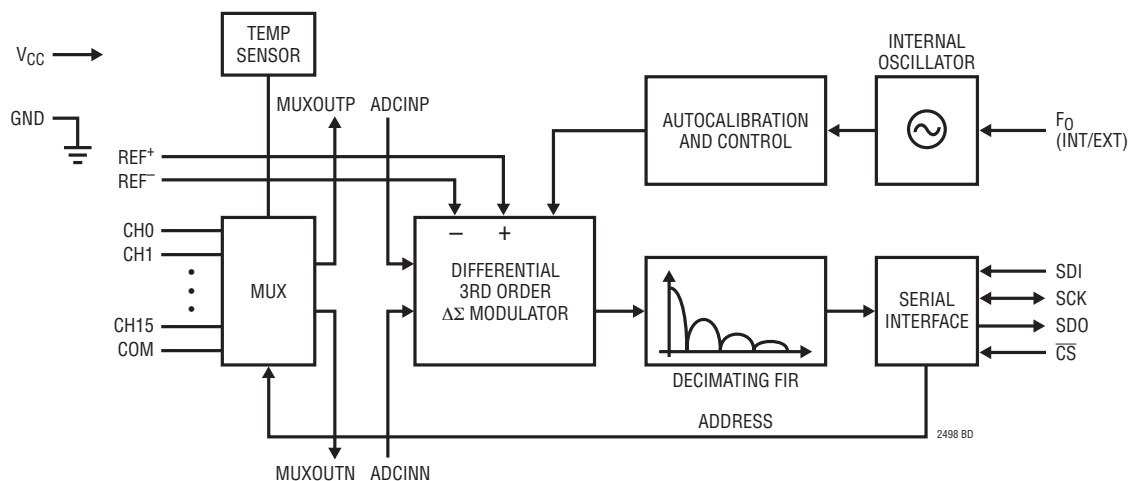 TEMP
SENSOR
INTERNAL
OSCILLATOR
VCC
GND
MUXOUTP
ADCINP
AUTOCALIBRATION
AND CONTROL
FO
(INT/EXT)
REF+
REF–
CH0
CH1
CH15
COM
MUX
– +
DIFFERENTIAL
3RD ORDER
ΔΣ MODULATOR
DECIMATING FIR
SERIAL
INTERFACE
SDI
SCK
SDO
C̅S̅
ADDRESS
2498 BD
MUXOUTN
ADCINN